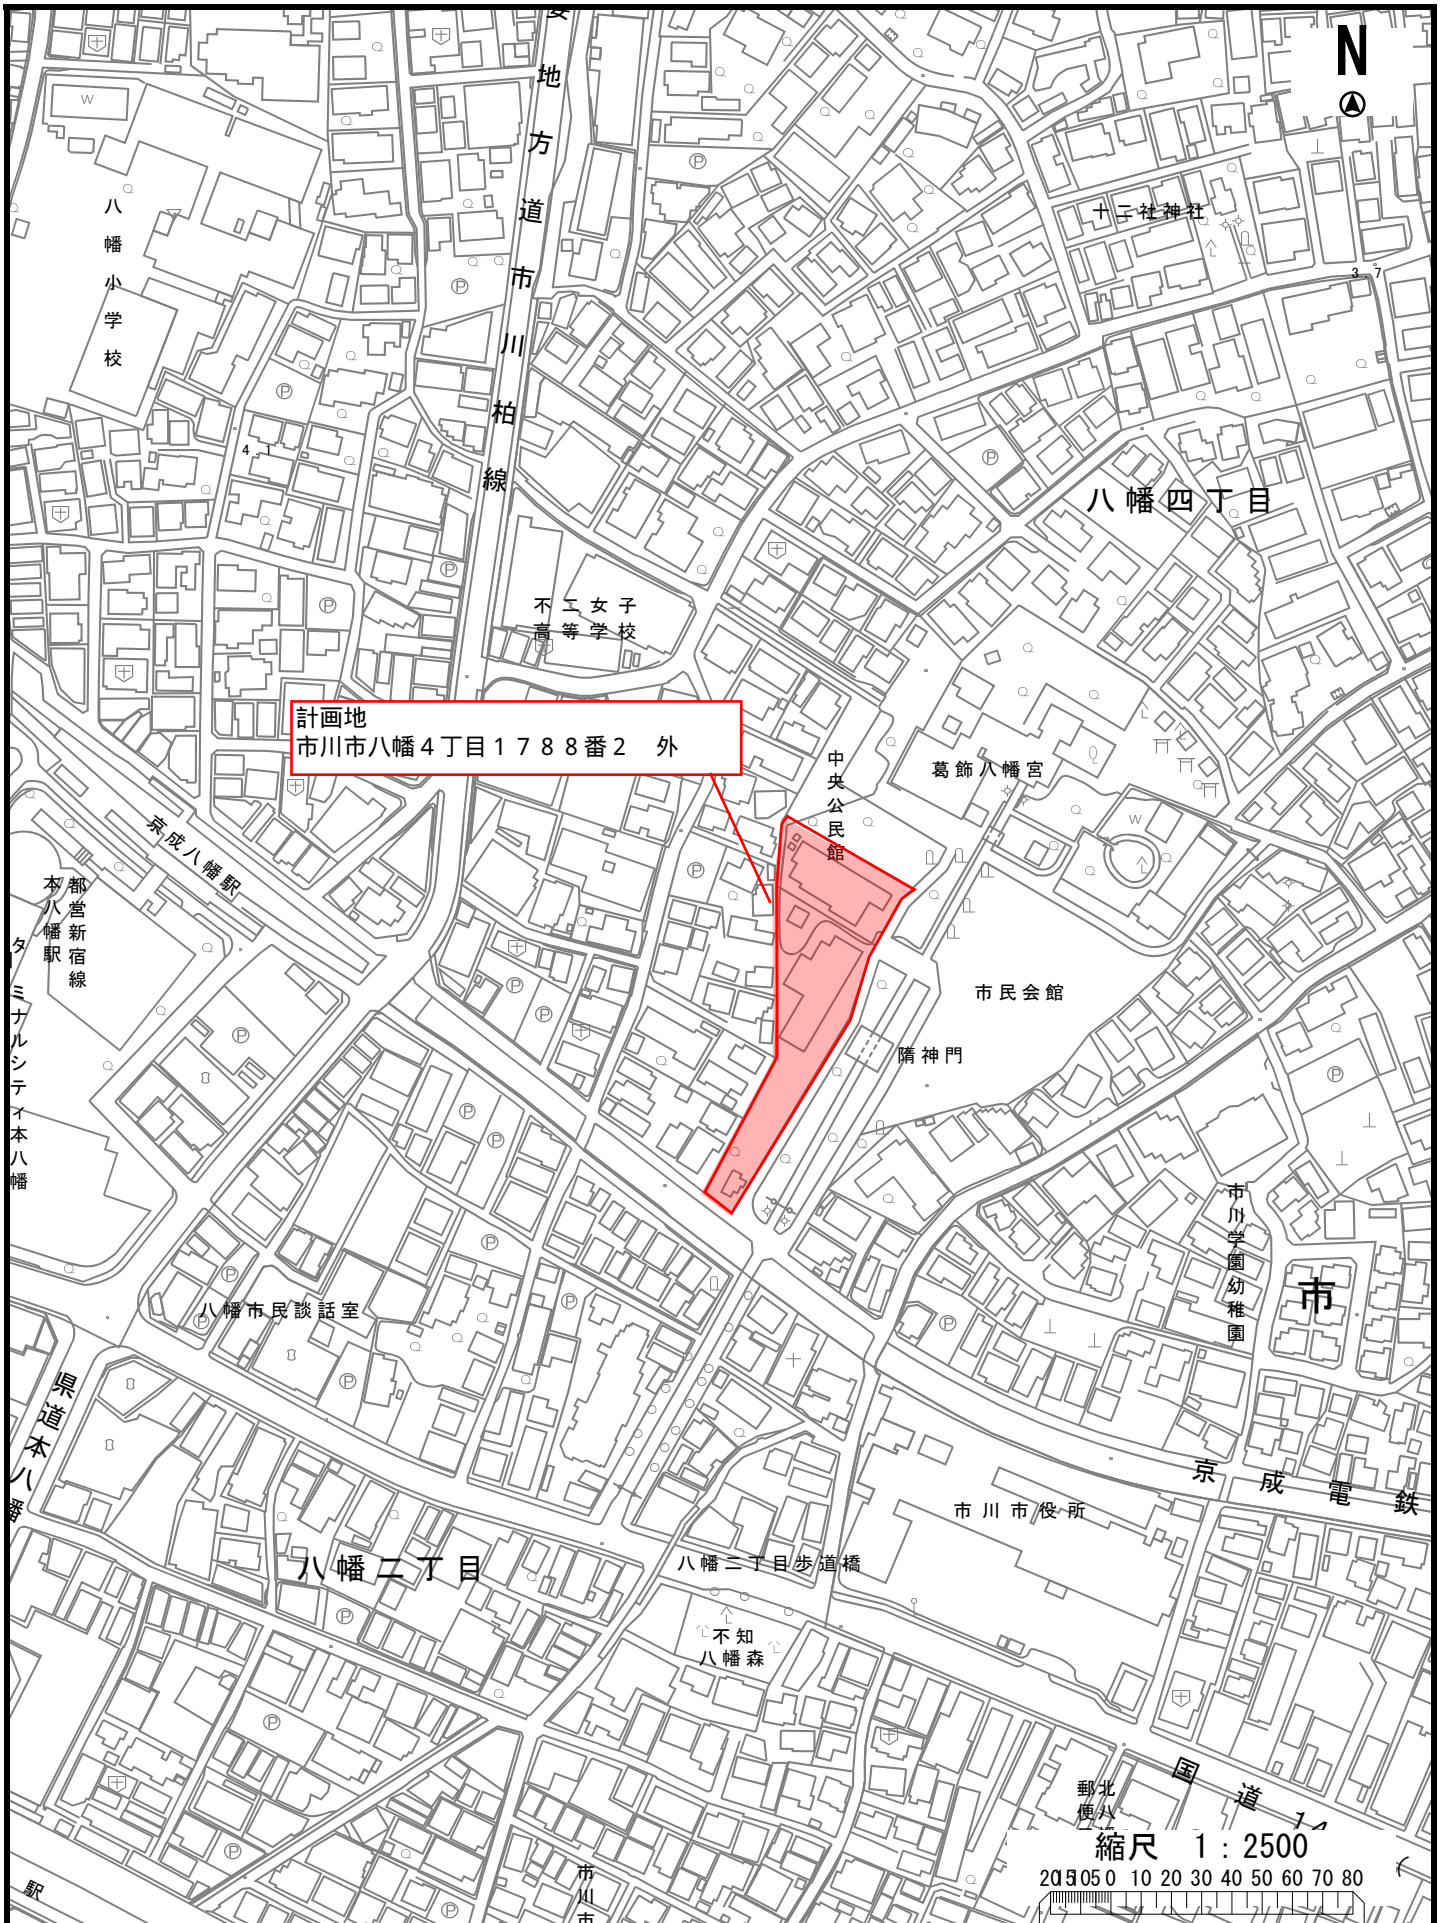 N
地方道市川柏線
八幡小学校
十二社神社
3.7
4.1
八幡四丁目
不二女子
高等学校
計画地
市川市八幡4丁目1788番2 外
中央公民館
葛飾八幡宮
京成八幡駅
都営新宿線
本八幡駅
ターミナルシティ本八幡
市民会館
隋神門
市川学園幼稚園
市
八幡市民談話室
県道本八幡
京成電鉄
市川市役所
八幡二丁目
八幡二丁目歩道橋
不知
八幡森
国道14
北八
郵便
縮尺 1:2500
20 15 10 5 0 10 20 30 40 50 60 70 80
駅
市川市